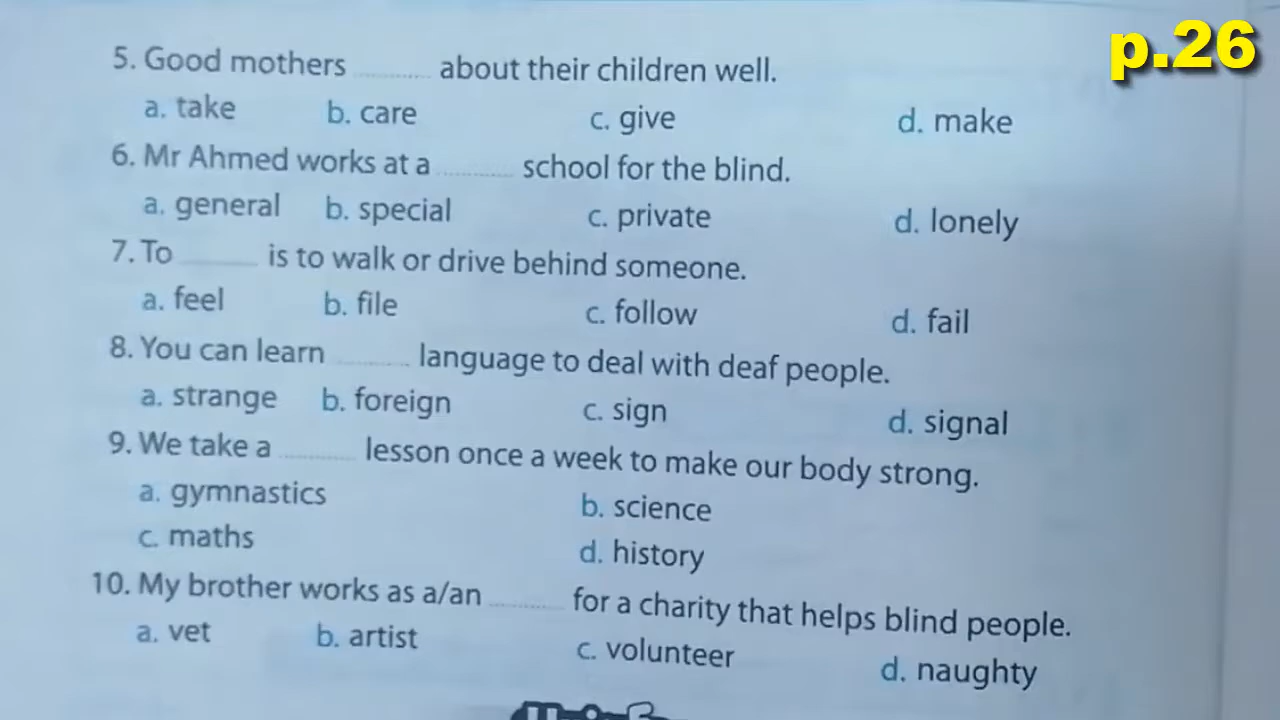 p.26
5. Good mothers .......... about their children well.
a. take b. care c. give d. make
6. Mr Ahmed works at a .......... school for the blind.
a. general b. special c. private d. lonely
7. To .......... is to walk or drive behind someone.
a. feel b. file c. follow d. fail
8. You can learn .......... language to deal with deaf people.
a. strange b. foreign c. sign d. signal
9. We take a .......... lesson once a week to make our body strong.
a. gymnastics b. science
c. maths d. history
10. My brother works as a/an .......... for a charity that helps blind people.
a. vet b. artist c. volunteer d. naughty